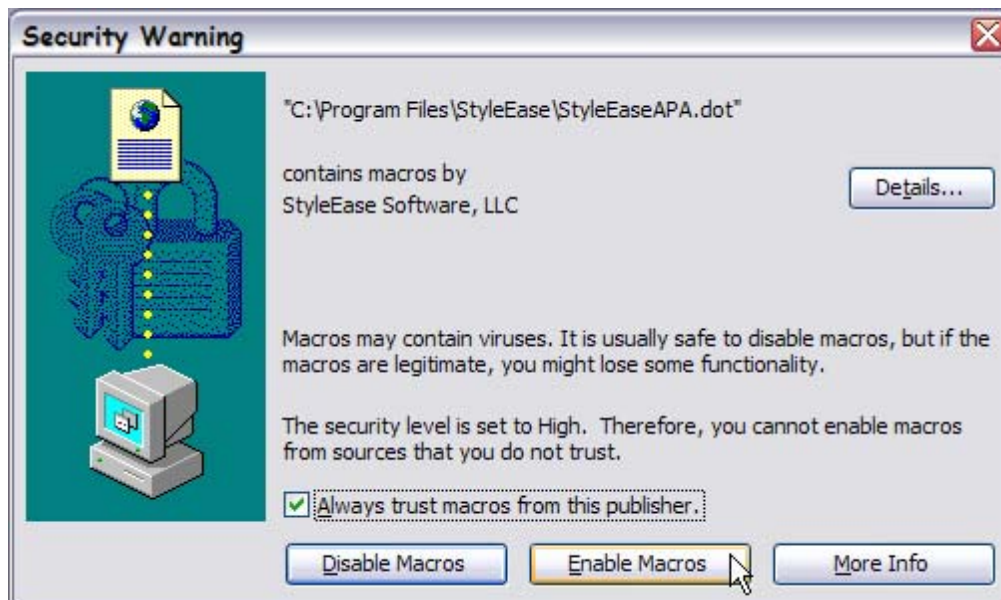 Security Warning
"C:\Program Files\StyleEase\StyleEaseAPA.dot"
contains macros by
StyleEase Software, LLC
Details...
Macros may contain viruses. It is usually safe to disable macros, but if the
macros are legitimate, you might lose some functionality.
The security level is set to High.  Therefore, you cannot enable macros
from sources that you do not trust.
Always trust macros from this publisher.
Disable Macros
Enable Macros
More Info